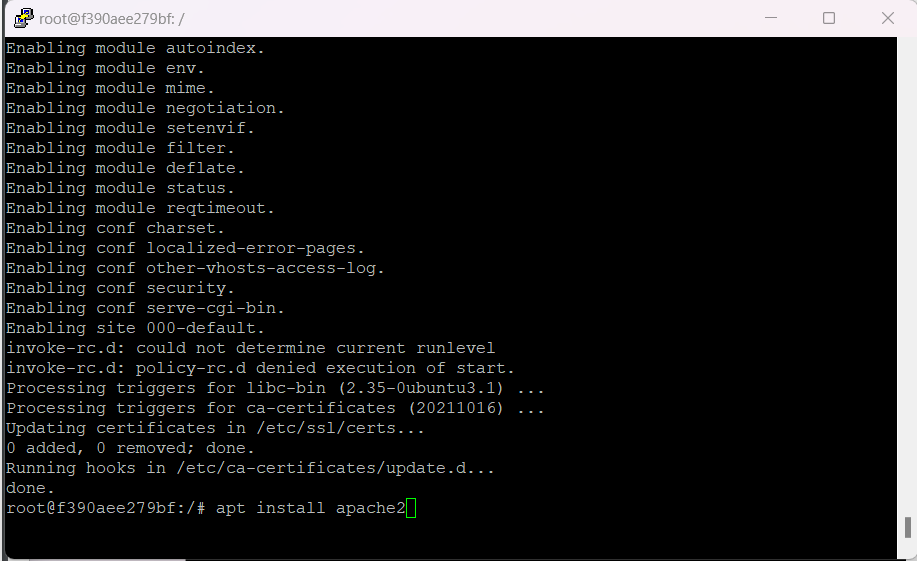 root@f390aee279bf: /
Enabling module autoindex.
Enabling module env.
Enabling module mime.
Enabling module negotiation.
Enabling module setenvif.
Enabling module filter.
Enabling module deflate.
Enabling module status.
Enabling module reqtimeout.
Enabling conf charset.
Enabling conf localized-error-pages.
Enabling conf other-vhosts-access-log.
Enabling conf security.
Enabling conf serve-cgi-bin.
Enabling site 000-default.
invoke-rc.d: could not determine current runlevel
invoke-rc.d: policy-rc.d denied execution of start.
Processing triggers for libc-bin (2.35-0ubuntu3.1) ...
Processing triggers for ca-certificates (20211016) ...
Updating certificates in /etc/ssl/certs...
0 added, 0 removed; done.
Running hooks in /etc/ca-certificates/update.d...
done.
root@f390aee279bf:/# apt install apache2